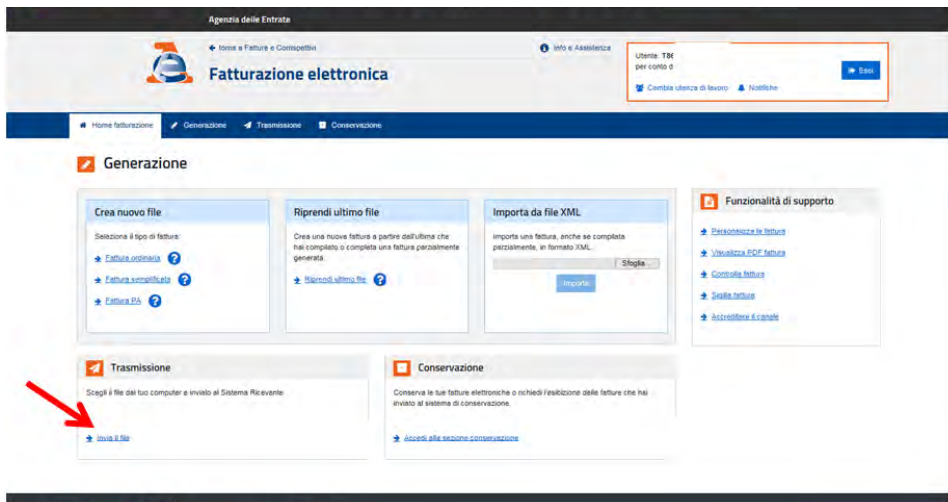 Agenzia delle Entrate
torna a Fatture e Corrispettivi
Info e Assistenza
Fatturazione elettronica
Utente: T86
per conto d
Esci
Cambia utenza di lavoro
Notifiche
Home fatturazione
Generazione
Trasmissione
Conservazione
Generazione
Crea nuovo file
Seleziona il tipo di fattura:
Fattura ordinaria ?
Fattura semplificata ?
Fattura PA ?
Riprendi ultimo file
Crea una nuova fattura a partire dall'ultima che
hai compilato o completa una fattura parzialmente
generata.
Riprendi ultimo file ?
Importa da file XML
Importa una fattura, anche se compilata
parzialmente, in formato XML.
Sfoglia...
Importa
Funzionalità di supporto
Personalizza le fatture
Visualizza PDF fattura
Controlla fattura
Sigilla fattura
Accreditare il canale
Trasmissione
Scegli il file dal tuo computer e invialo al Sistema Ricevente
Invia il file
Conservazione
Conserva le tue fatture elettroniche o richiedi l'esibizione delle fatture che hai
inviato al sistema di conservazione.
Accedi alla sezione conservazione